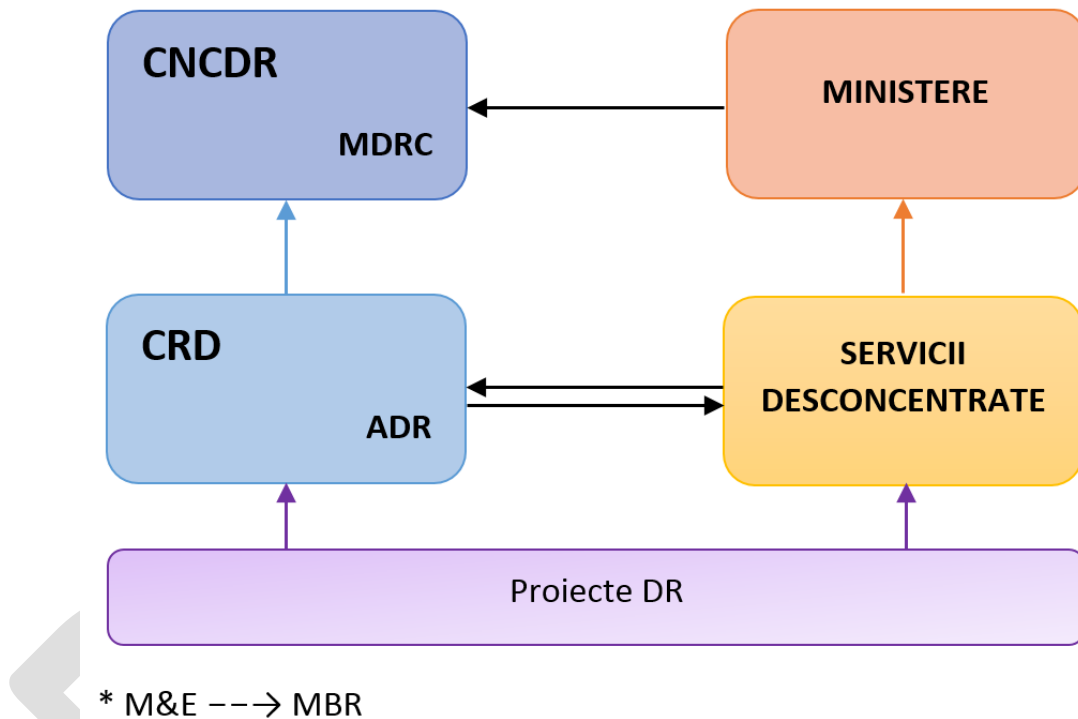 CNCDR
MDRC
MINISTERE
CRD
ADR
SERVICII
DESCONCENTRATE
Proiecte DR
* M&E ---→ MBR